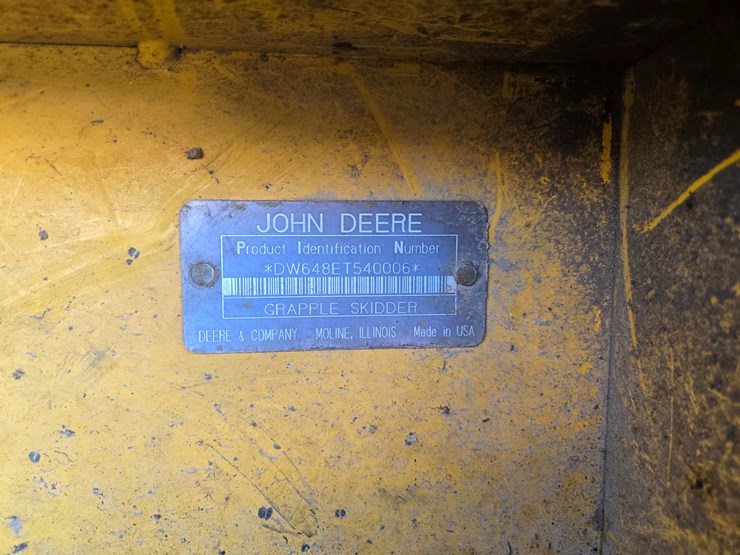 JOHN DEERE
Product Identification Number
*DW648ET540006*
GRAPPLE SKIDDER
DEERE & COMPANY MOLINE, ILLINOIS Made in USA